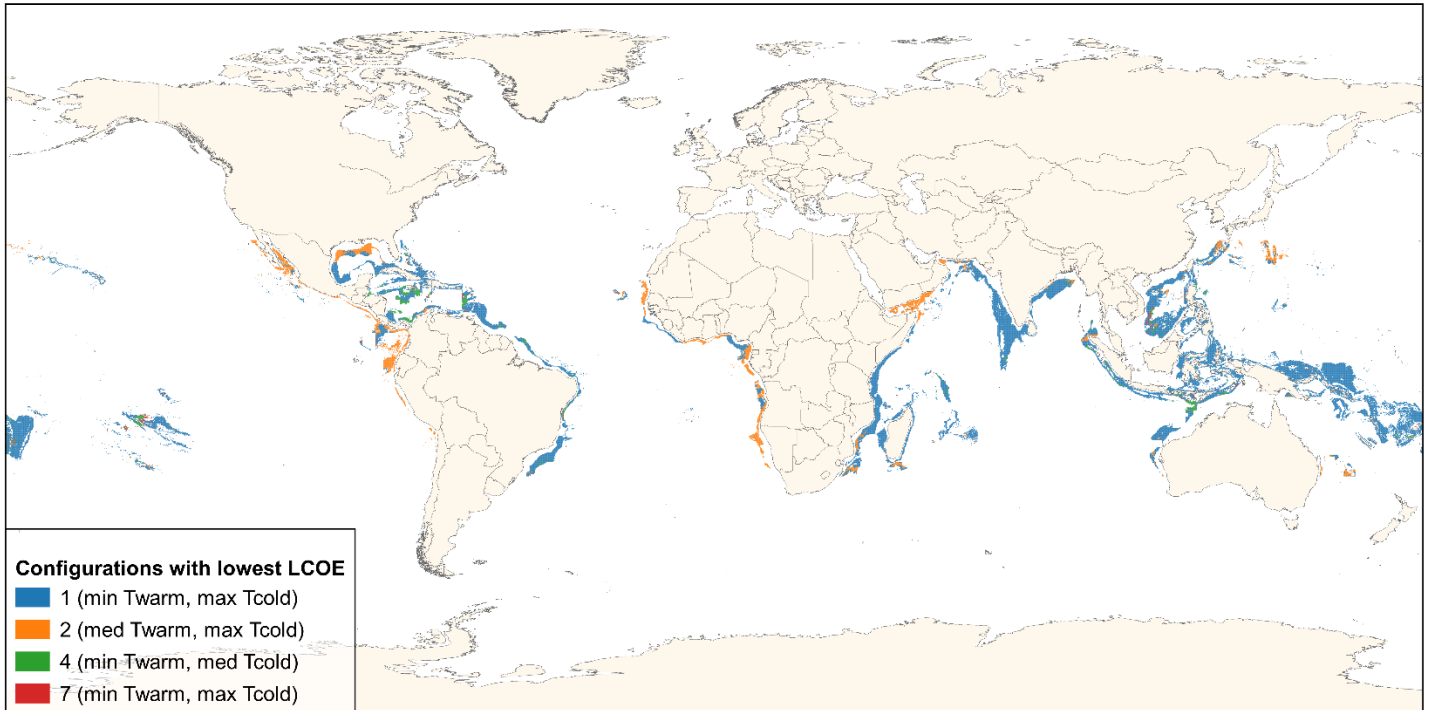 Configurations with lowest LCOE
1 (min Twarm, max Tcold)
2 (med Twarm, max Tcold)
4 (min Twarm, med Tcold)
7 (min Twarm, max Tcold)